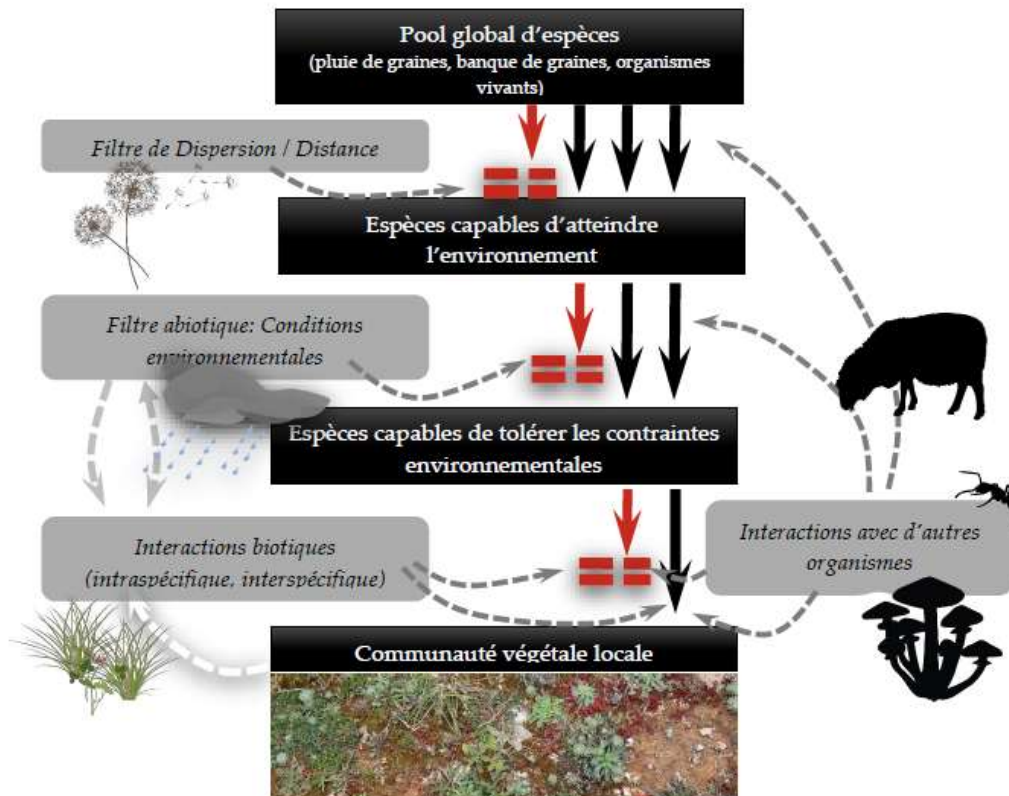 Pool global d'espèces
(pluie de graines, banque de graines, organismes
vivants)
Filtre de Dispersion / Distance
Espèces capables d'atteindre
l'environnement
Filtre abiotique: Conditions
environnementales
Espèces capables de tolérer les contraintes
environnementales
Interactions biotiques
(intraspécifique, interspécifique)
Interactions avec d'autres
organismes
Communauté végétale locale